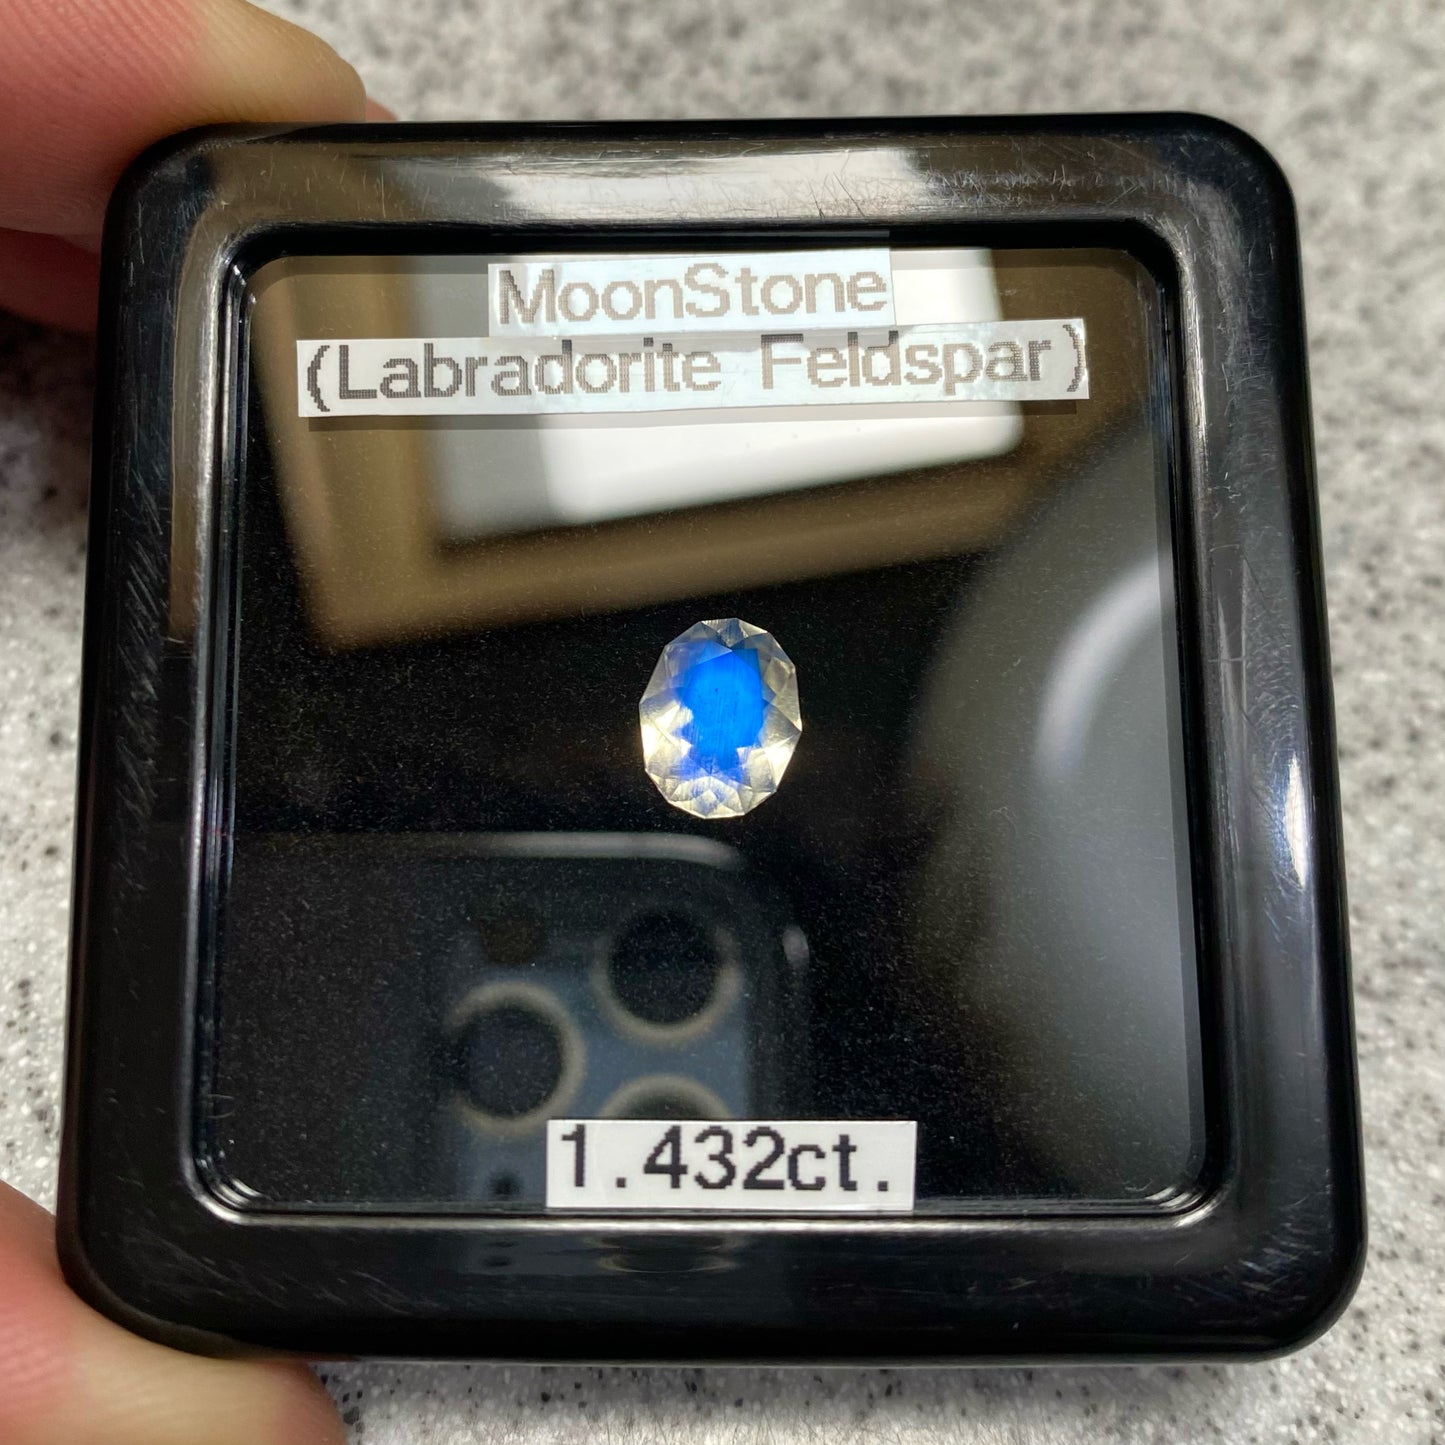 MoonStone
(Labradorite Feldspar)
1.432ct.